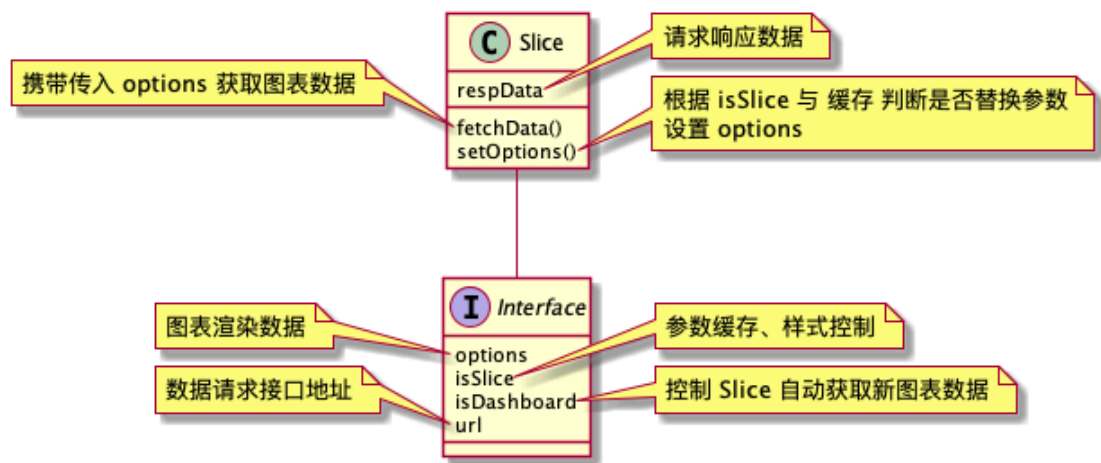 C Slice
请求响应数据
携带传入 options 获取图表数据
respData
根据 isSlice 与 缓存 判断是否替换参数
设置 options
fetchData()
setOptions()
I Interface
图表渲染数据
参数缓存、样式控制
options
isSlice
数据请求接口地址
控制 Slice 自动获取新图表数据
isDashboard
url